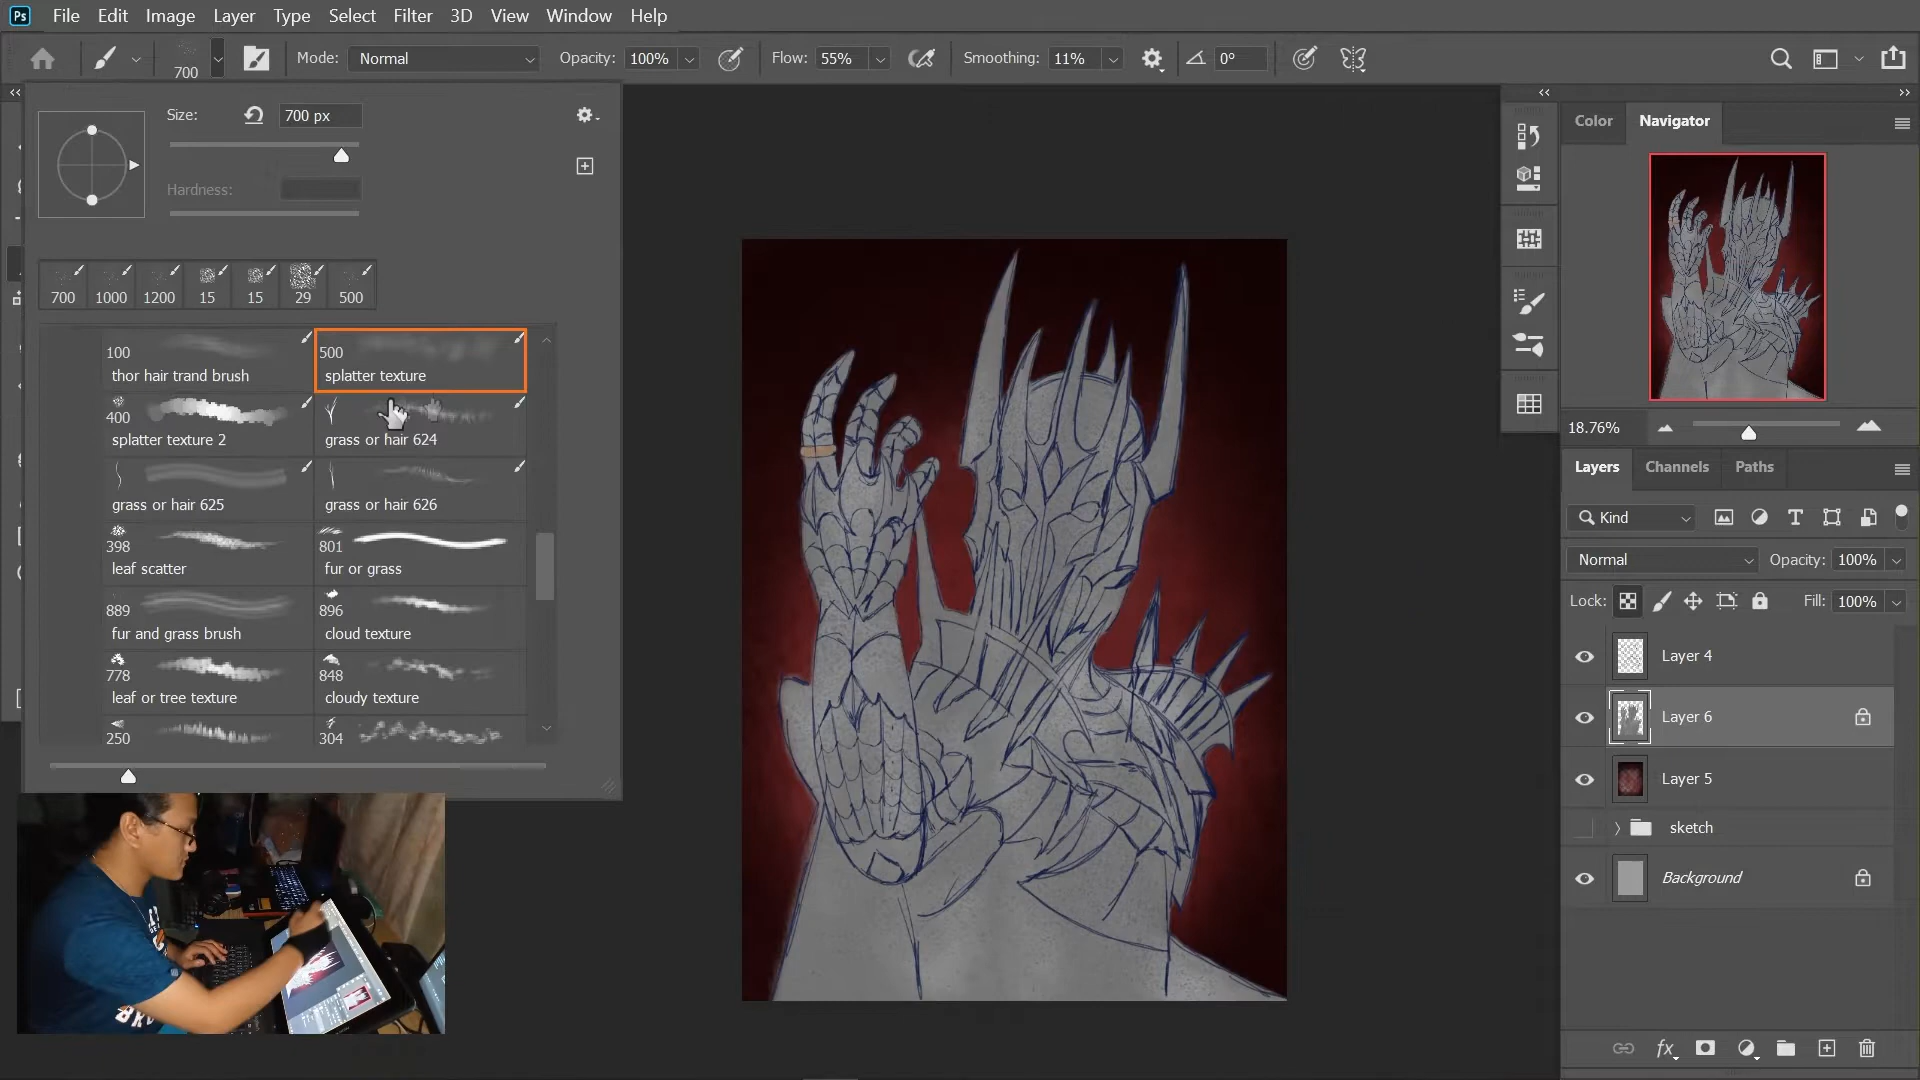 Ps File Edit Image Layer Type Select Filter 3D View Window Help
700 Mode: Normal Opacity: 100% Flow: 55% Smoothing: 11% 0°
Size: 700 px
Hardness:
700 1000 1200 15 15 29 500
100
thor hair trand brush
500
splatter texture
400
splatter texture 2
grass or hair 624
grass or hair 625
grass or hair 626
398
leaf scatter
801
fur or grass
889
fur and grass brush
896
cloud texture
778
leaf or tree texture
848
cloudy texture
250
304
Color Navigator
18.76%
Layers Channels Paths
Kind
Normal Opacity: 100%
Lock: Fill: 100%
Layer 4
Layer 6
Layer 5
sketch
Background
fx